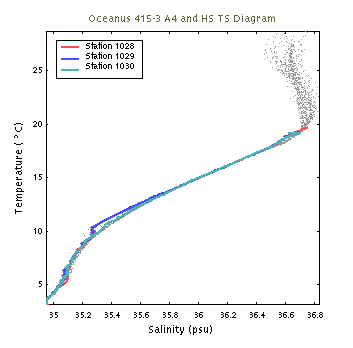 Oceanus 415-3 A4 and HS TS Diagram
Station 1028
Station 1029
Station 1030
25
20
15
10
5
Temperature (°C)
35 35.2 35.4 35.6 35.8 36 36.2 36.4 36.6 36.8
Salinity (psu)